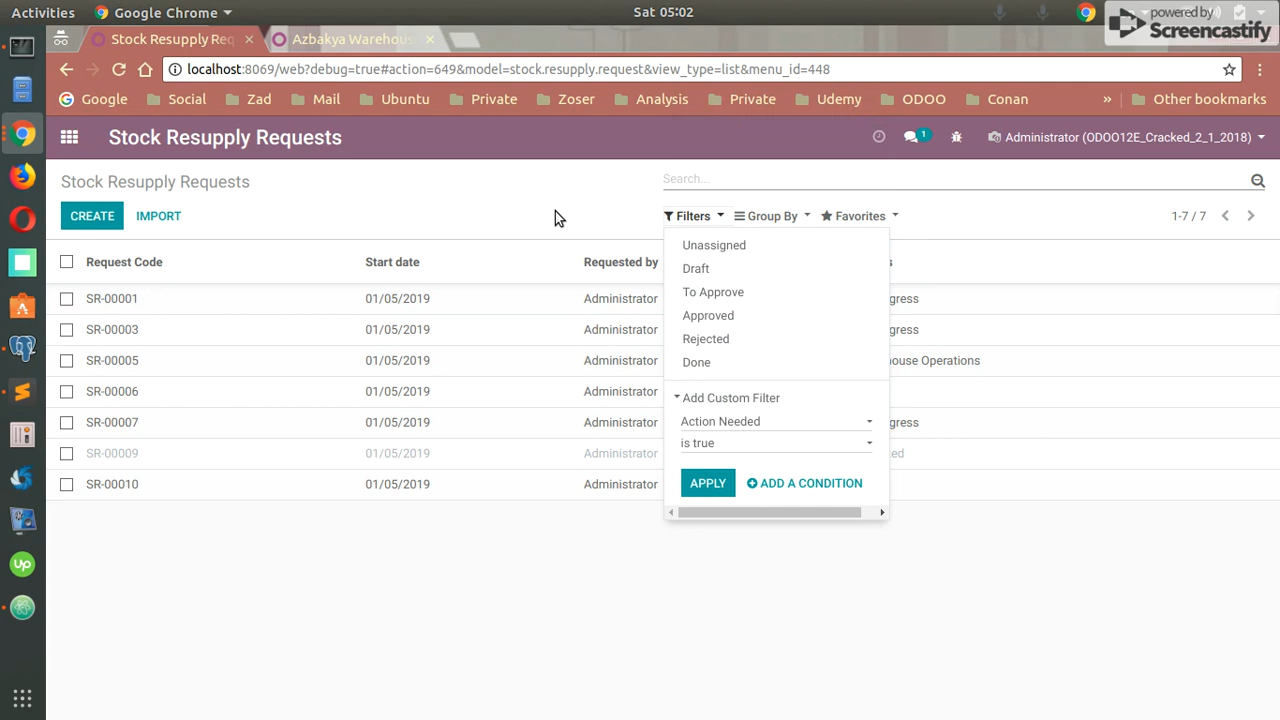 Activities
Google Chrome
Sat 05:02
powered by
Screencastify
Stock Resupply Req
Azbakya Warehous
localhost:8069/web?debug=true#action=649&model=stock.resupply.request&view_type=list&menu_id=448
Google Social Zad Mail Ubuntu Private Zoser Analysis Private Udemy ODOO Conan » Other bookmarks
Stock Resupply Requests
1
Administrator (ODOO12E_Cracked_2_1_2018)
Stock Resupply Requests
Search...
CREATE
IMPORT
Filters
Group By
Favorites
1-7 / 7
Request Code Start date Requested by s
SR-00001 01/05/2019 Administrator gress
SR-00003 01/05/2019 Administrator gress
SR-00005 01/05/2019 Administrator ouse Operations
SR-00006 01/05/2019 Administrator
SR-00007 01/05/2019 Administrator gress
SR-00009 01/05/2019 Administrator ed
SR-00010 01/05/2019 Administrator
Unassigned
Draft
To Approve
Approved
Rejected
Done
Add Custom Filter
Action Needed
is true
APPLY
ADD A CONDITION
up